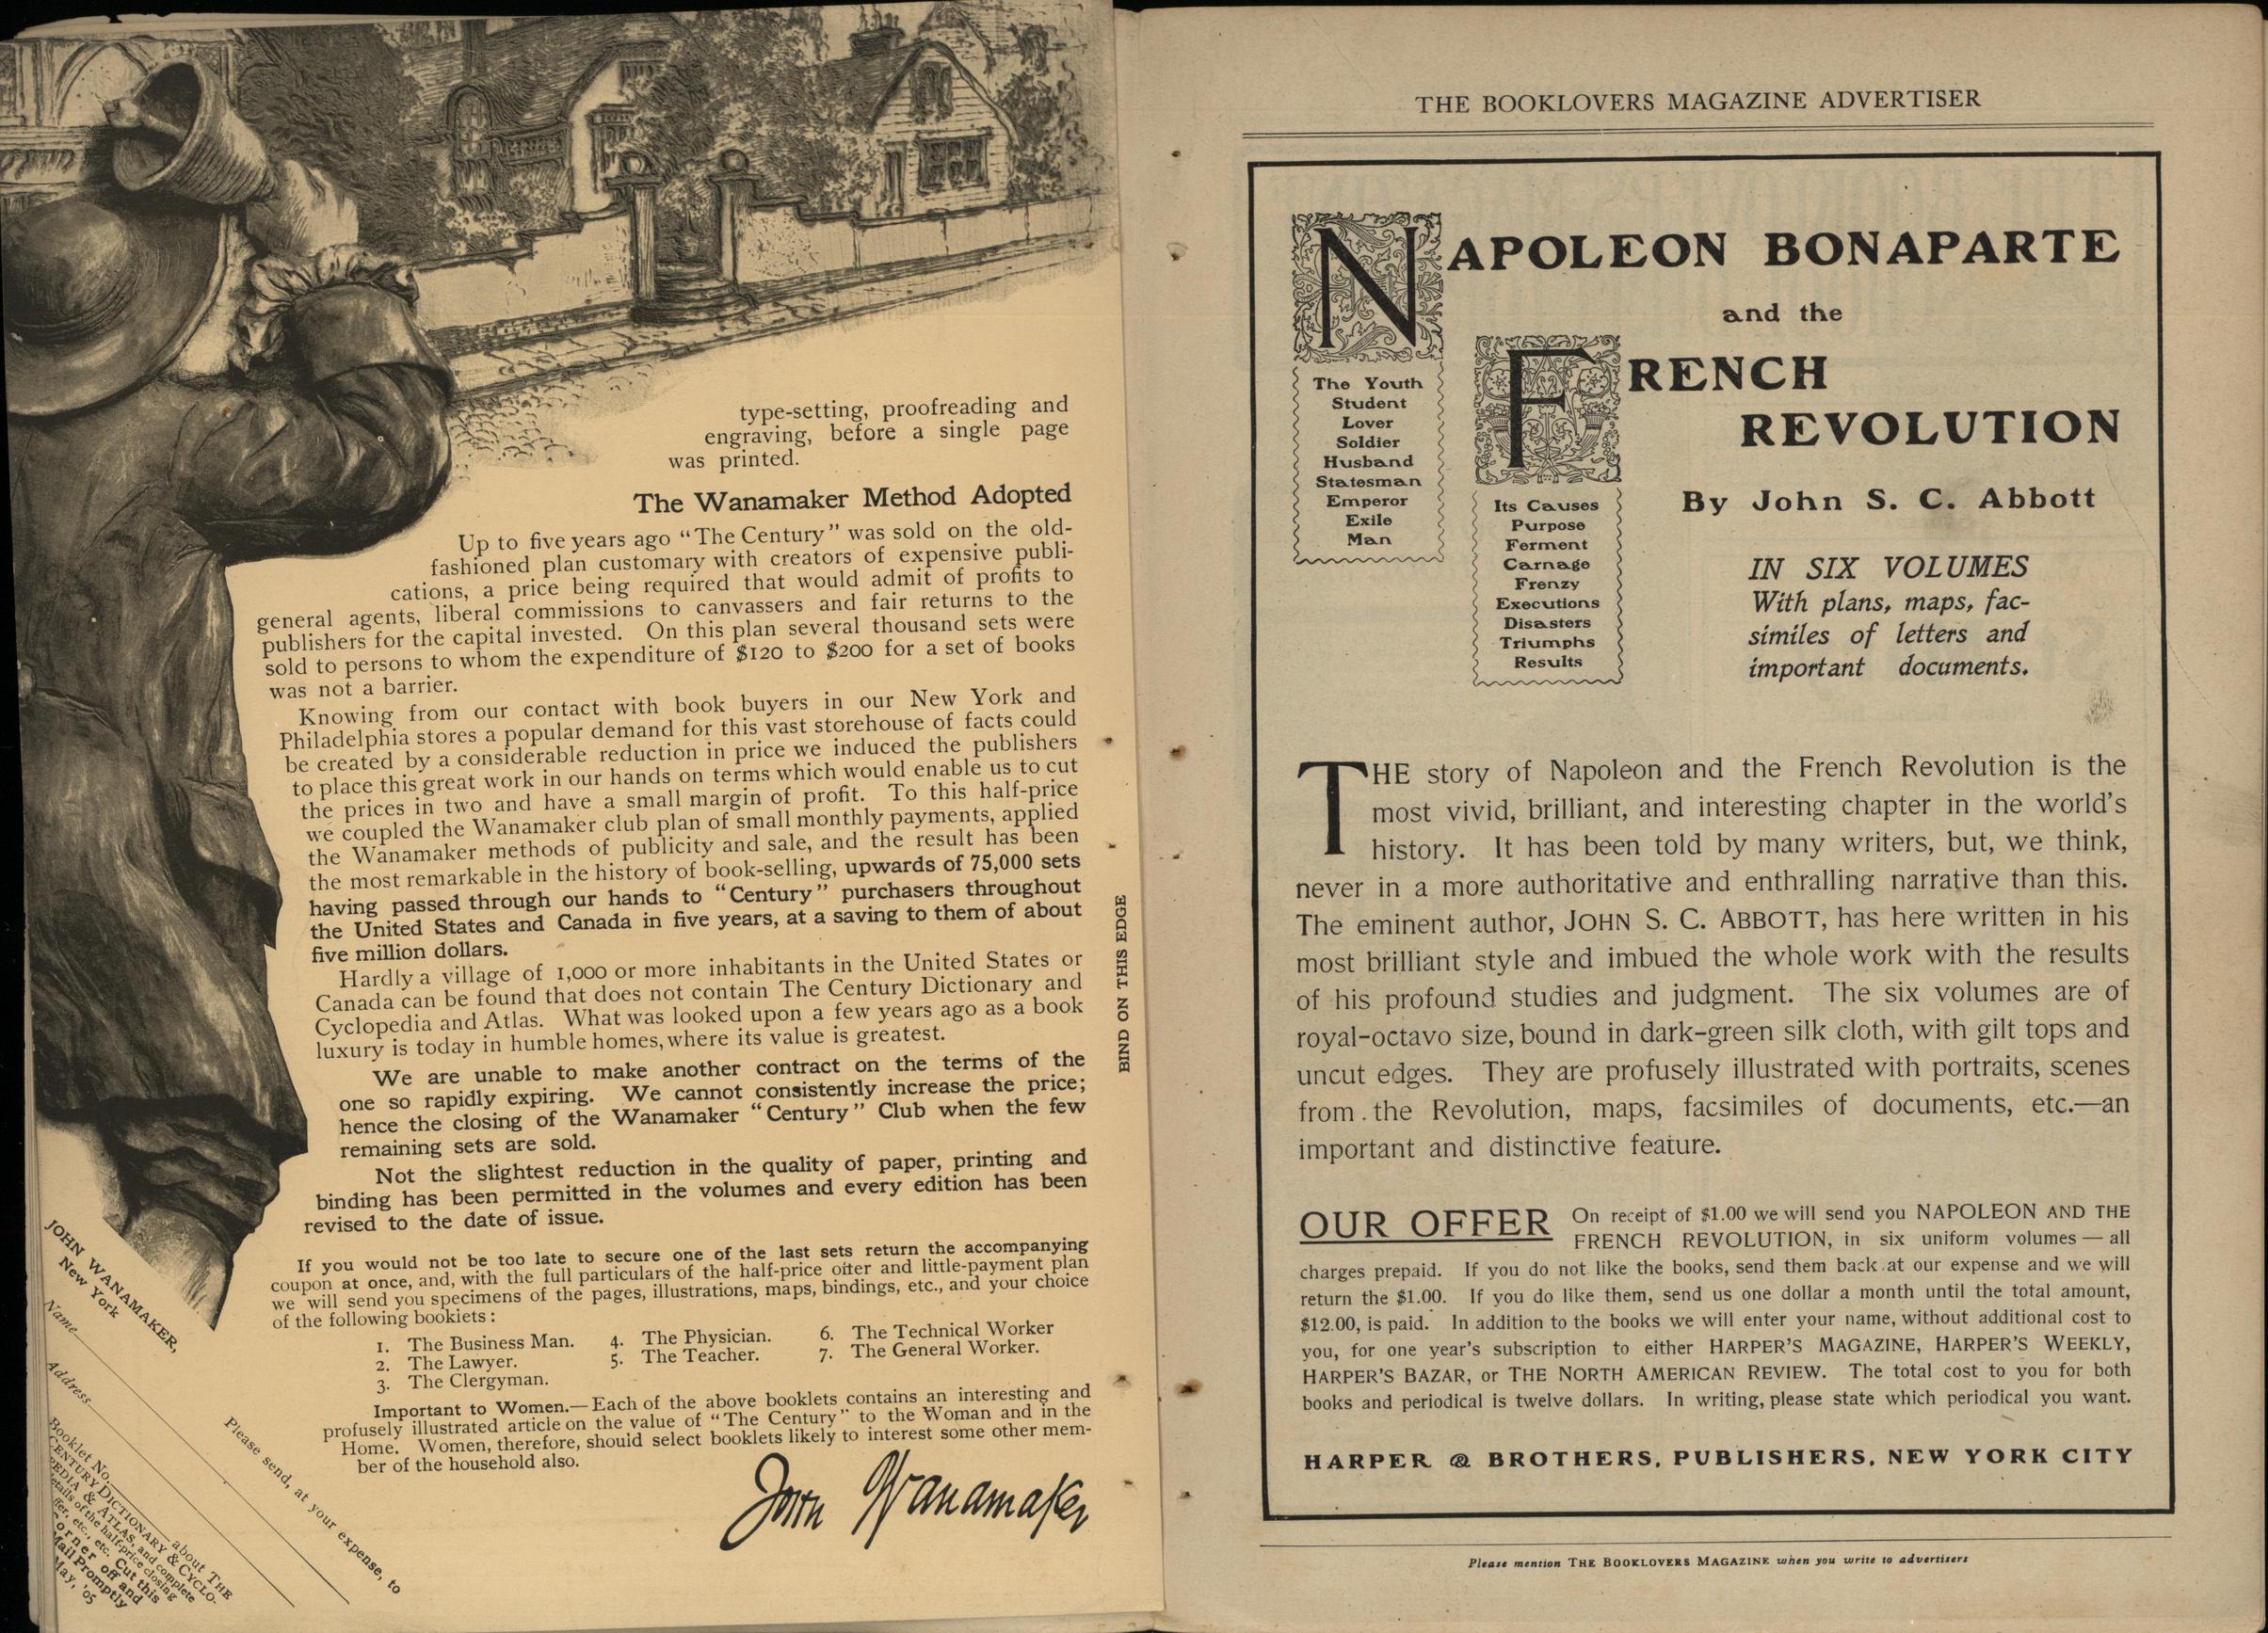 type-setting, proofreading and
engraving, before a single page
was printed.
The Wanamaker Method Adopted
Up to five years ago "The Century" was sold on the old-
fashioned plan customary with creators of expensive publi-
cations, a price being required that would admit of profits to
general agents, liberal commissions to canvassers and fair returns to the
publishers for the capital invested. On this plan several thousand sets were
sold to persons to whom the expenditure of $120 to $200 for a set of books
was not a barrier.
Knowing from our contact with book buyers in our New York and
Philadelphia stores a popular demand for this vast storehouse of facts could
be created by a considerable reduction in price we induced the publishers
to place this great work in our hands on terms which would enable us to cut
the prices in two and have a small margin of profit. To this half-price
we coupled the Wanamaker club plan of small monthly payments, applied
the Wanamaker methods of publicity and sale, and the result has been
the most remarkable in the history of book-selling, upwards of 75,000 sets
having passed through our hands to "Century" purchasers throughout
the United States and Canada in five years, at a saving to them of about
five million dollars.
Hardly a village of 1,000 or more inhabitants in the United States or
Canada can be found that does not contain The Century Dictionary and
Cyclopedia and Atlas. What was looked upon a few years ago as a book
luxury is today in humble homes, where its value is greatest.
We are unable to make another contract on the terms of the
one so rapidly expiring. We cannot consistently increase the price;
hence the closing of the Wanamaker "Century" Club when the few
remaining sets are sold.
Not the slightest reduction in the quality of paper, printing and
binding has been permitted in the volumes and every edition has been
revised to the date of issue.
If you would not be too late to secure one of the last sets return the accompanying
coupon at once, and, with the full particulars of the half-price offer and little-payment plan
we will send you specimens of the pages, illustrations, maps, bindings, etc., and your choice
of the following booklets:
1. The Business Man. 4. The Physician. 6. The Technical Worker
2. The Lawyer. 5. The Teacher. 7. The General Worker.
3. The Clergyman.
Important to Women.—Each of the above booklets contains an interesting and
profusely illustrated article on the value of "The Century" to the Woman and in the
Home. Women, therefore, should select booklets likely to interest some other mem-
ber of the household also.
John Wanamaker
BIND ON THIS EDGE
JOHN WANAMAKER,
New York
Name
Address
Please send, at your expense, to
Booklet No. about THE
CENTURY DICTIONARY & CYCLO-
PEDIA & ATLAS, and complete
details of the half-price closing
offer, etc., etc. Cut this
Corner off and
Mail Promptly
May, '05
THE BOOKLOVERS MAGAZINE ADVERTISER
NAPOLEON BONAPARTE
and the
FRENCH
REVOLUTION
By John S. C. Abbott
The Youth
Student
Lover
Soldier
Husband
Statesman
Emperor
Exile
Man
Its Causes
Purpose
Ferment
Carnage
Frenzy
Executions
Disasters
Triumphs
Results
IN SIX VOLUMES
With plans, maps, fac-
similes of letters and
important documents.
THE story of Napoleon and the French Revolution is the
most vivid, brilliant, and interesting chapter in the world's
history. It has been told by many writers, but, we think,
never in a more authoritative and enthralling narrative than this.
The eminent author, JOHN S. C. ABBOTT, has here written in his
most brilliant style and imbued the whole work with the results
of his profound studies and judgment. The six volumes are of
royal-octavo size, bound in dark-green silk cloth, with gilt tops and
uncut edges. They are profusely illustrated with portraits, scenes
from the Revolution, maps, facsimiles of documents, etc.—an
important and distinctive feature.
OUR OFFER On receipt of $1.00 we will send you NAPOLEON AND THE
FRENCH REVOLUTION, in six uniform volumes — all
charges prepaid. If you do not like the books, send them back at our expense and we will
return the $1.00. If you do like them, send us one dollar a month until the total amount,
$12.00, is paid. In addition to the books we will enter your name, without additional cost to
you, for one year's subscription to either HARPER'S MAGAZINE, HARPER'S WEEKLY,
HARPER'S BAZAR, or THE NORTH AMERICAN REVIEW. The total cost to you for both
books and periodical is twelve dollars. In writing, please state which periodical you want.
HARPER & BROTHERS, PUBLISHERS, NEW YORK CITY
Please mention THE BOOKLOVERS MAGAZINE when you write to advertisers